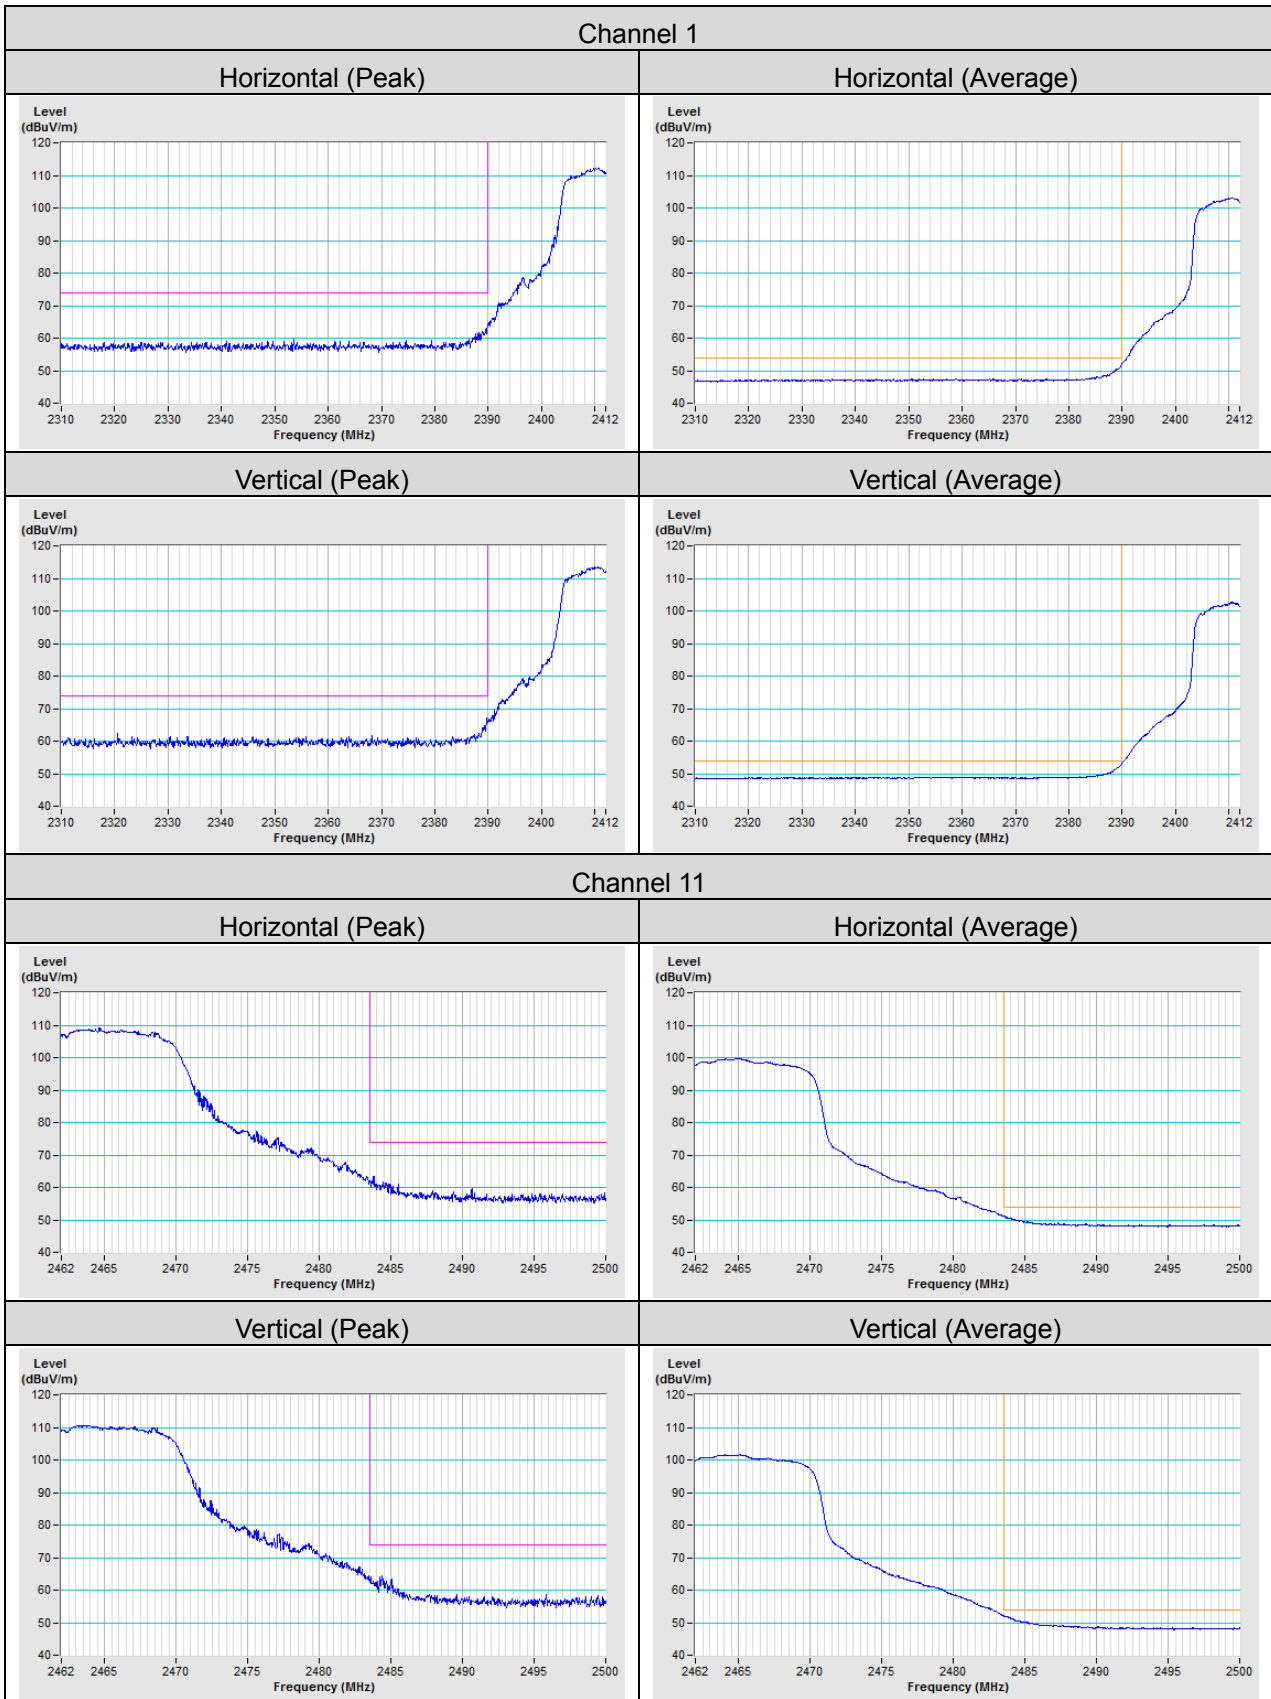 Channel 1
Horizontal (Peak)
Horizontal (Average)
Level
(dBuV/m)
120
110
100
90
80
70
60
50
40
2310 2320 2330 2340 2350 2360 2370 2380 2390 2400 2412
Frequency (MHz)
Level
(dBuV/m)
120
110
100
90
80
70
60
50
40
2310 2320 2330 2340 2350 2360 2370 2380 2390 2400 2412
Frequency (MHz)
Vertical (Peak)
Vertical (Average)
Level
(dBuV/m)
120
110
100
90
80
70
60
50
40
2310 2320 2330 2340 2350 2360 2370 2380 2390 2400 2412
Frequency (MHz)
Level
(dBuV/m)
120
110
100
90
80
70
60
50
40
2310 2320 2330 2340 2350 2360 2370 2380 2390 2400 2412
Frequency (MHz)
Channel 11
Horizontal (Peak)
Horizontal (Average)
Level
(dBuV/m)
120
110
100
90
80
70
60
50
40
2462 2465 2470 2475 2480 2485 2490 2495 2500
Frequency (MHz)
Level
(dBuV/m)
120
110
100
90
80
70
60
50
40
2462 2465 2470 2475 2480 2485 2490 2495 2500
Frequency (MHz)
Vertical (Peak)
Vertical (Average)
Level
(dBuV/m)
120
110
100
90
80
70
60
50
40
2462 2465 2470 2475 2480 2485 2490 2495 2500
Frequency (MHz)
Level
(dBuV/m)
120
110
100
90
80
70
60
50
40
2462 2465 2470 2475 2480 2485 2490 2495 2500
Frequency (MHz)